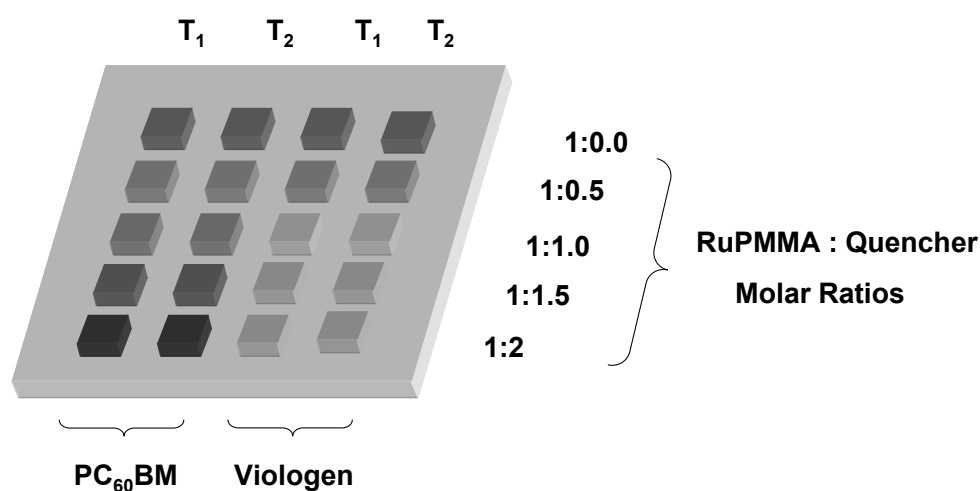 T₁ T₂ T₁ T₂
1:0.0
1:0.5
1:1.0
1:1.5
1:2
RuPMMA : Quencher
Molar Ratios
PC₆₀BM Viologen